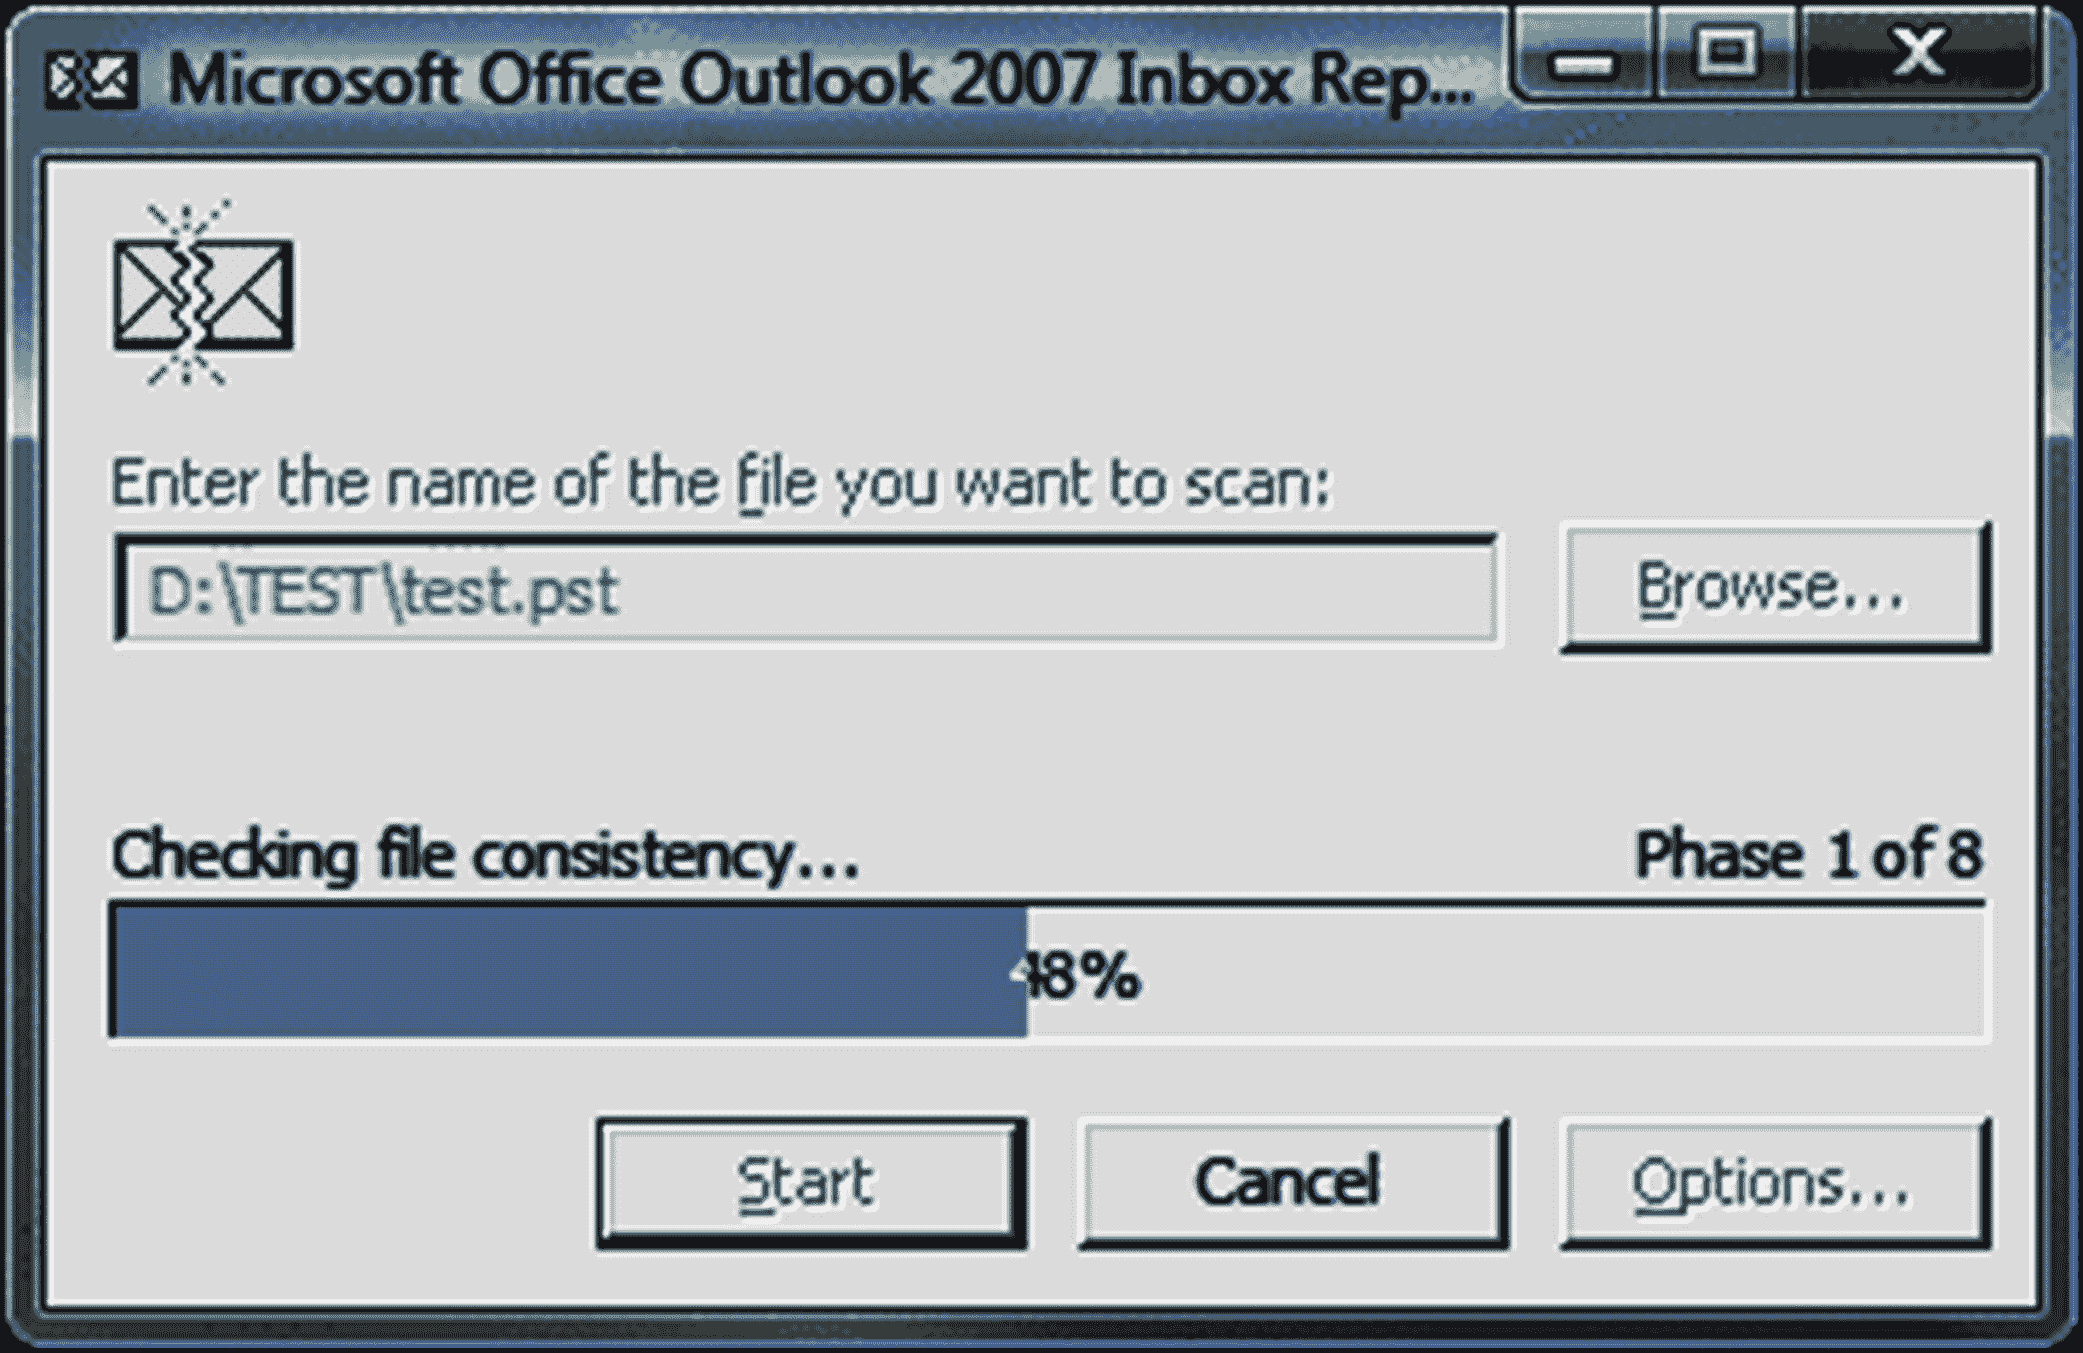 Microsoft Office Outlook 2007 Inbox Rep...
Enter the name of the file you want to scan:
D:\TEST\test.pst
Browse...
Checking file consistency...
Phase 1 of 8
48%
Start
Cancel
Options...